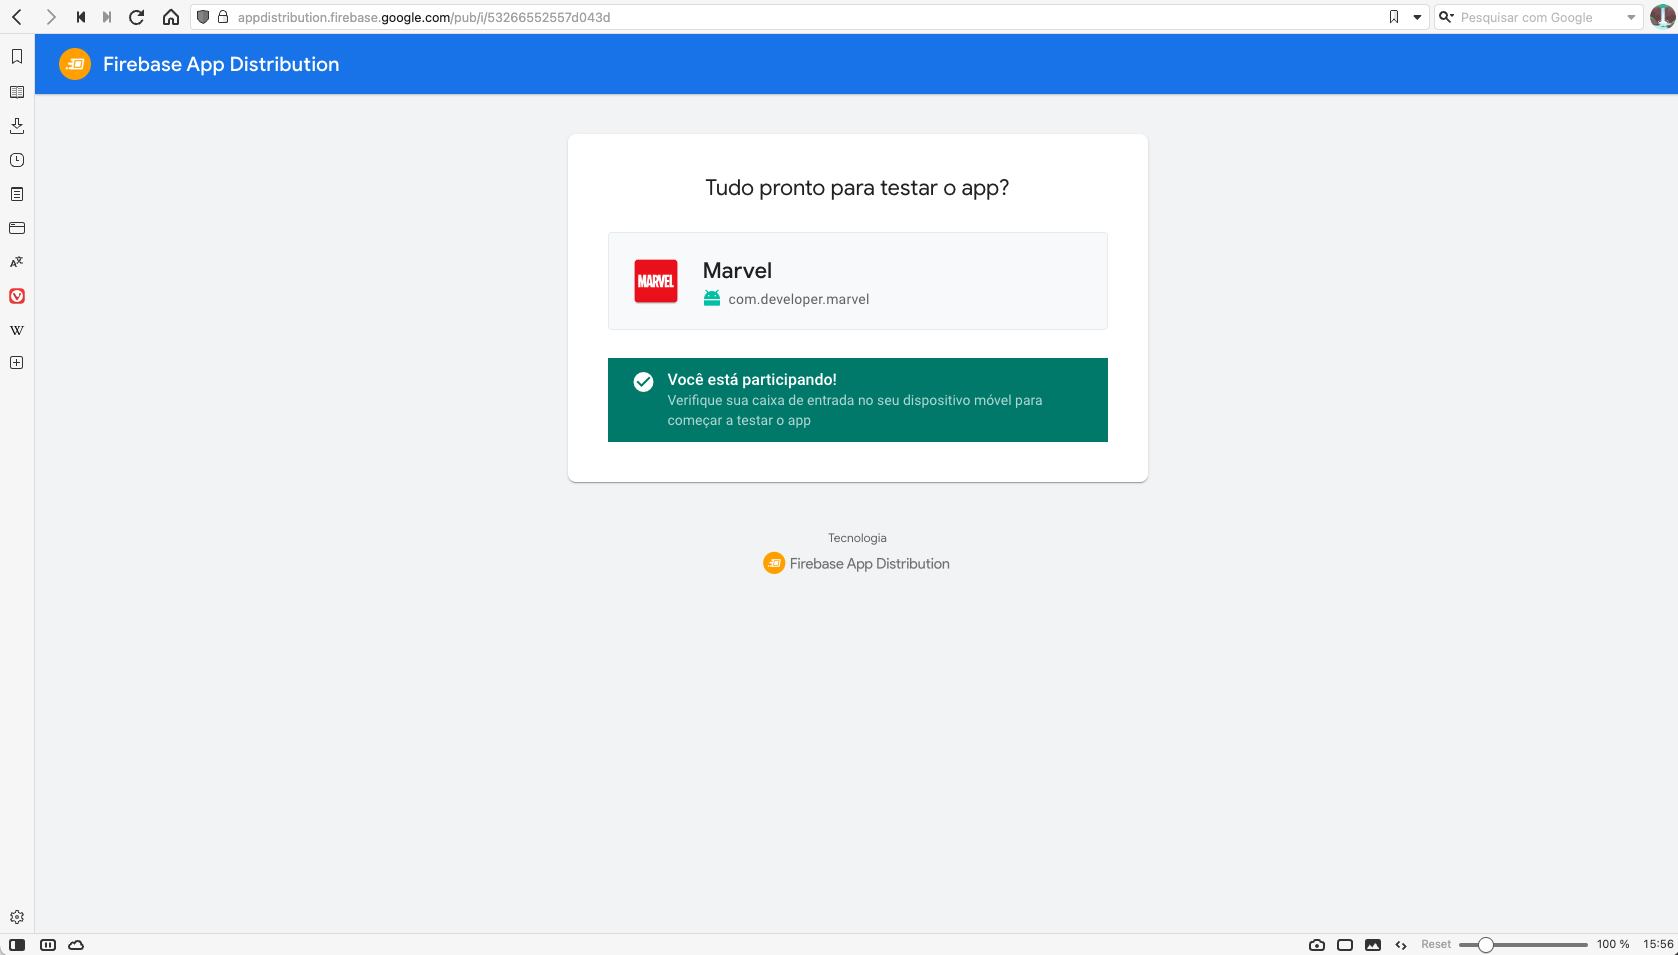 appdistribution.firebase.google.com/pub/i/53266552557d043d
Pesquisar com Google
Firebase App Distribution
Tudo pronto para testar o app?
MARVEL
Marvel
com.developer.marvel
Você está participando!
Verifique sua caixa de entrada no seu dispositivo móvel para
começar a testar o app
Tecnologia
Firebase App Distribution
W
Reset
100 %
15:56